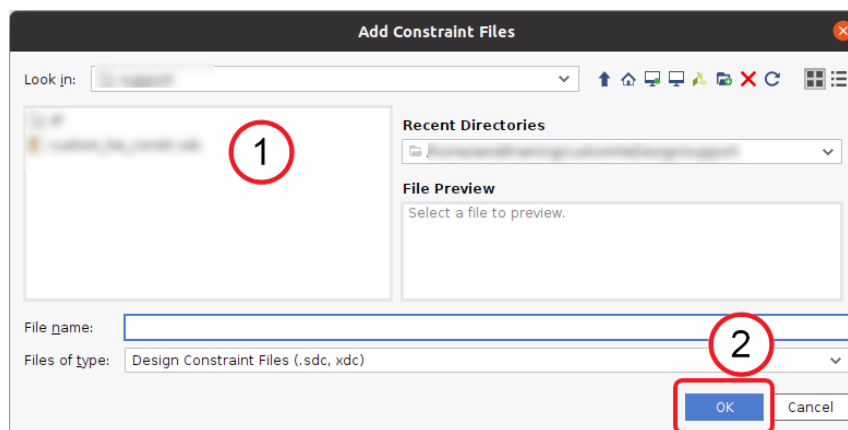 Add Constraint Files
Look in:
1
Recent Directories
File Preview
Select a file to preview.
File name:
2
Files of type: Design Constraint Files (.sdc, xdc)
OK Cancel